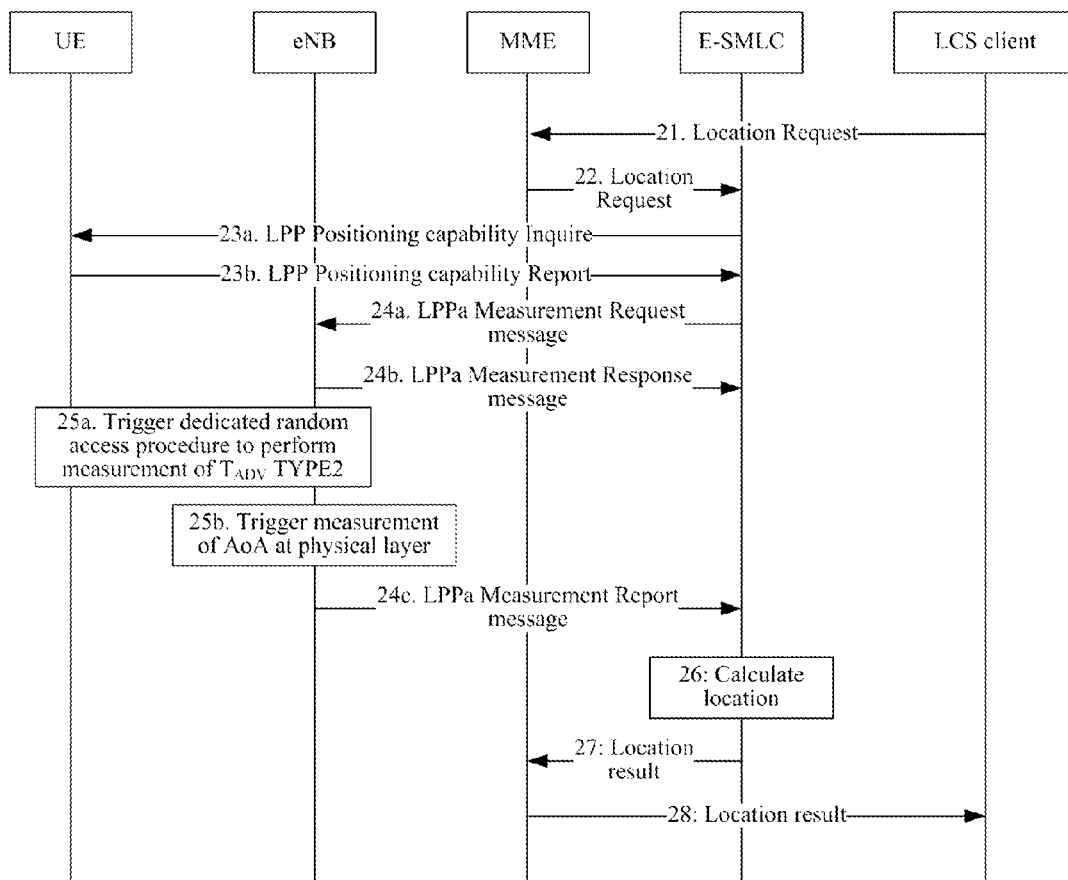 UE eNB MME E-SMLC LCS client
21. Location Request
22. Location
Request
23a. LPP Positioning capability Inquire
23b. LPP Positioning capability Report
24a. LPPa Measurement Request
message
24b. LPPa Measurement Response
message
25a. Trigger dedicated random
access procedure to perform
measurement of TADV TYPE2
25b. Trigger measurement
of AoA at physical layer
24c. LPPa Measurement Report
message
26: Calculate
location
27: Location
result
28: Location result